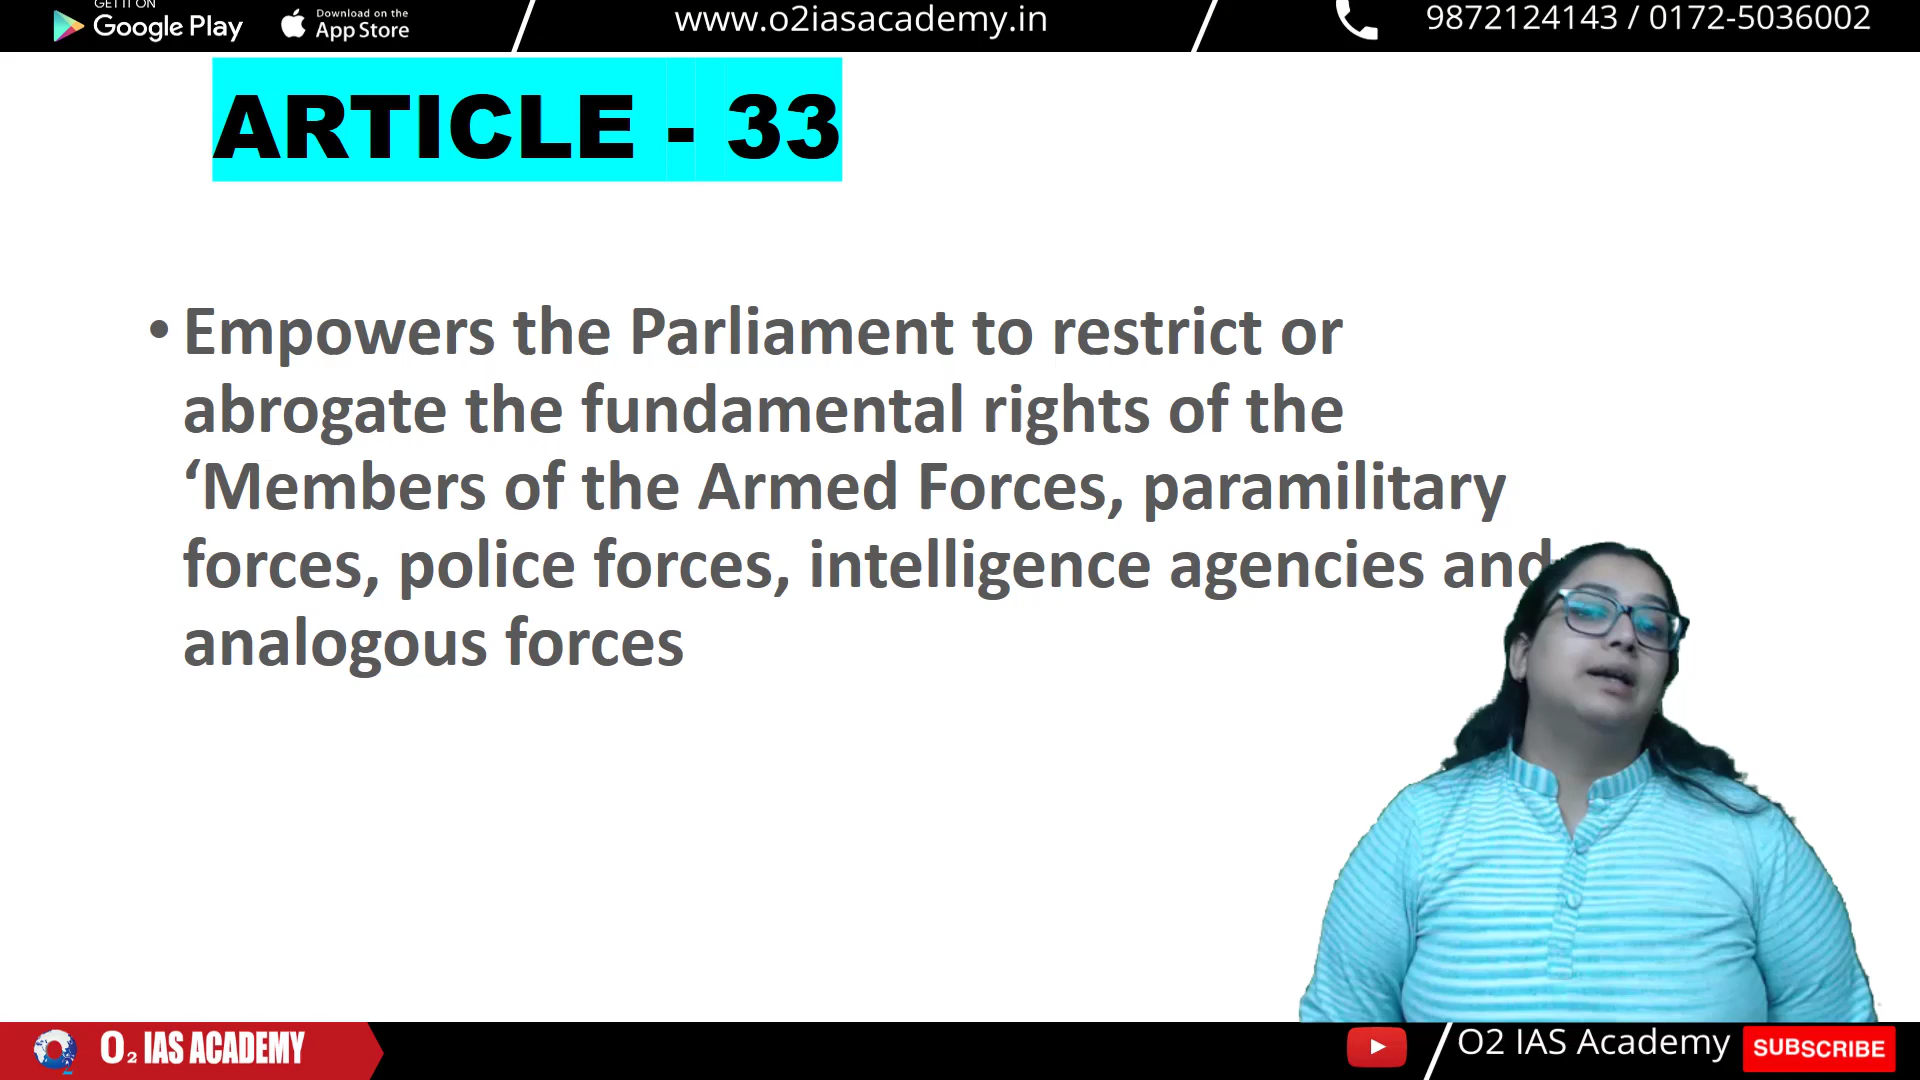 GET IT ON
Google Play
Download on the
App Store
www.o2iasacademy.in
9872124143 / 0172-5036002
ARTICLE - 33
• Empowers the Parliament to restrict or
abrogate the fundamental rights of the
‘Members of the Armed Forces, paramilitary
forces, police forces, intelligence agencies and
analogous forces
O₂ IAS ACADEMY
O2 IAS Academy
SUBSCRIBE